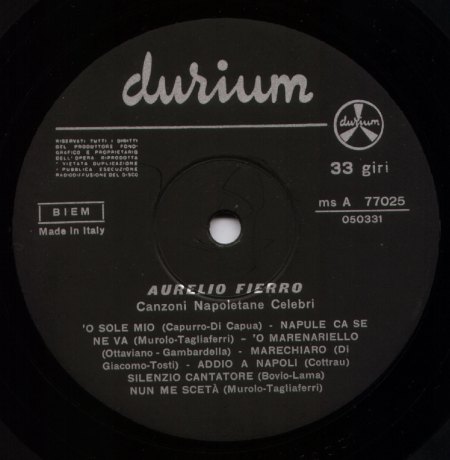 durium
durium
RISERVATI TUTTI I DIRITTI
DEL PRODUTTORE FONO-
GRAFICO E PROPRIETARIO
DELL'OPERA RIPRODOTTA
VIETATA DUPLICAZIONE
PUBBLICA ESECUZIONE
RADIODIFFUSIONE DEL DISCO
33 giri
BIEM
Made in Italy
ms A 77025
050331
AURELIO FIERRO
Canzoni Napoletane Celebri
'O SOLE MIO (Capurro-Di Capua) - NAPULE CA SE
NE VA (Murolo-Tagliaferri) - 'O MARENARIELLO
(Ottaviano - Gambardella) - MARECHIARO (Di
Giacomo-Tosti) - ADDIO A NAPOLI (Cottrau)
SILENZIO CANTATORE (Bovio-Lama)
NUN ME SCETÀ (Murolo-Tagliaferri)